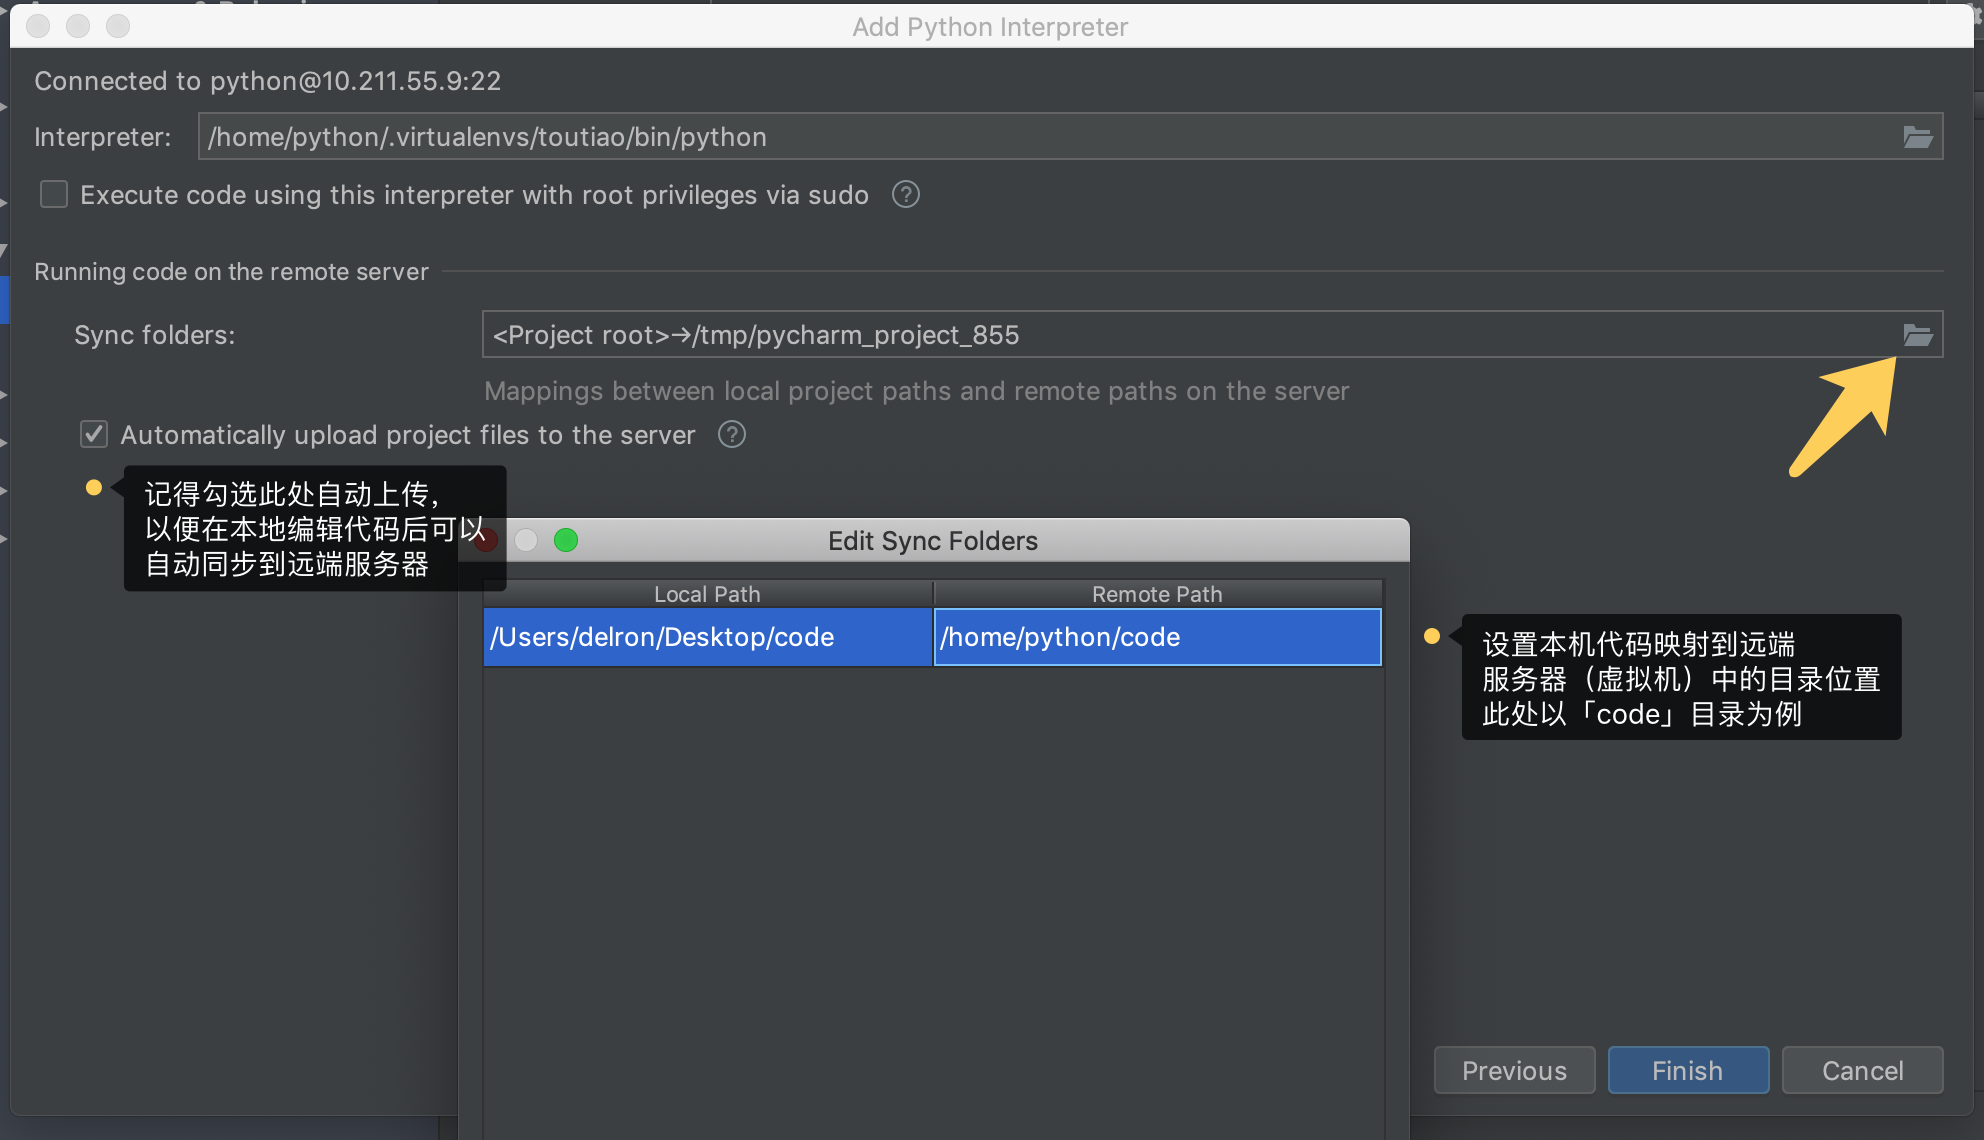 Add Python Interpreter
Connected to python@10.211.55.9:22
Interpreter: /home/python/.virtualenvs/toutiao/bin/python
Execute code using this interpreter with root privileges via sudo ?
Running code on the remote server
Sync folders: <Project root>→/tmp/pycharm_project_855
Mappings between local project paths and remote paths on the server
Automatically upload project files to the server ?
记得勾选此处自动上传，
以便在本地编辑代码后可以
自动同步到远端服务器
Edit Sync Folders
Local Path Remote Path
/Users/delron/Desktop/code /home/python/code
设置本机代码映射到远端
服务器（虚拟机）中的目录位置
此处以「code」目录为例
Previous Finish Cancel